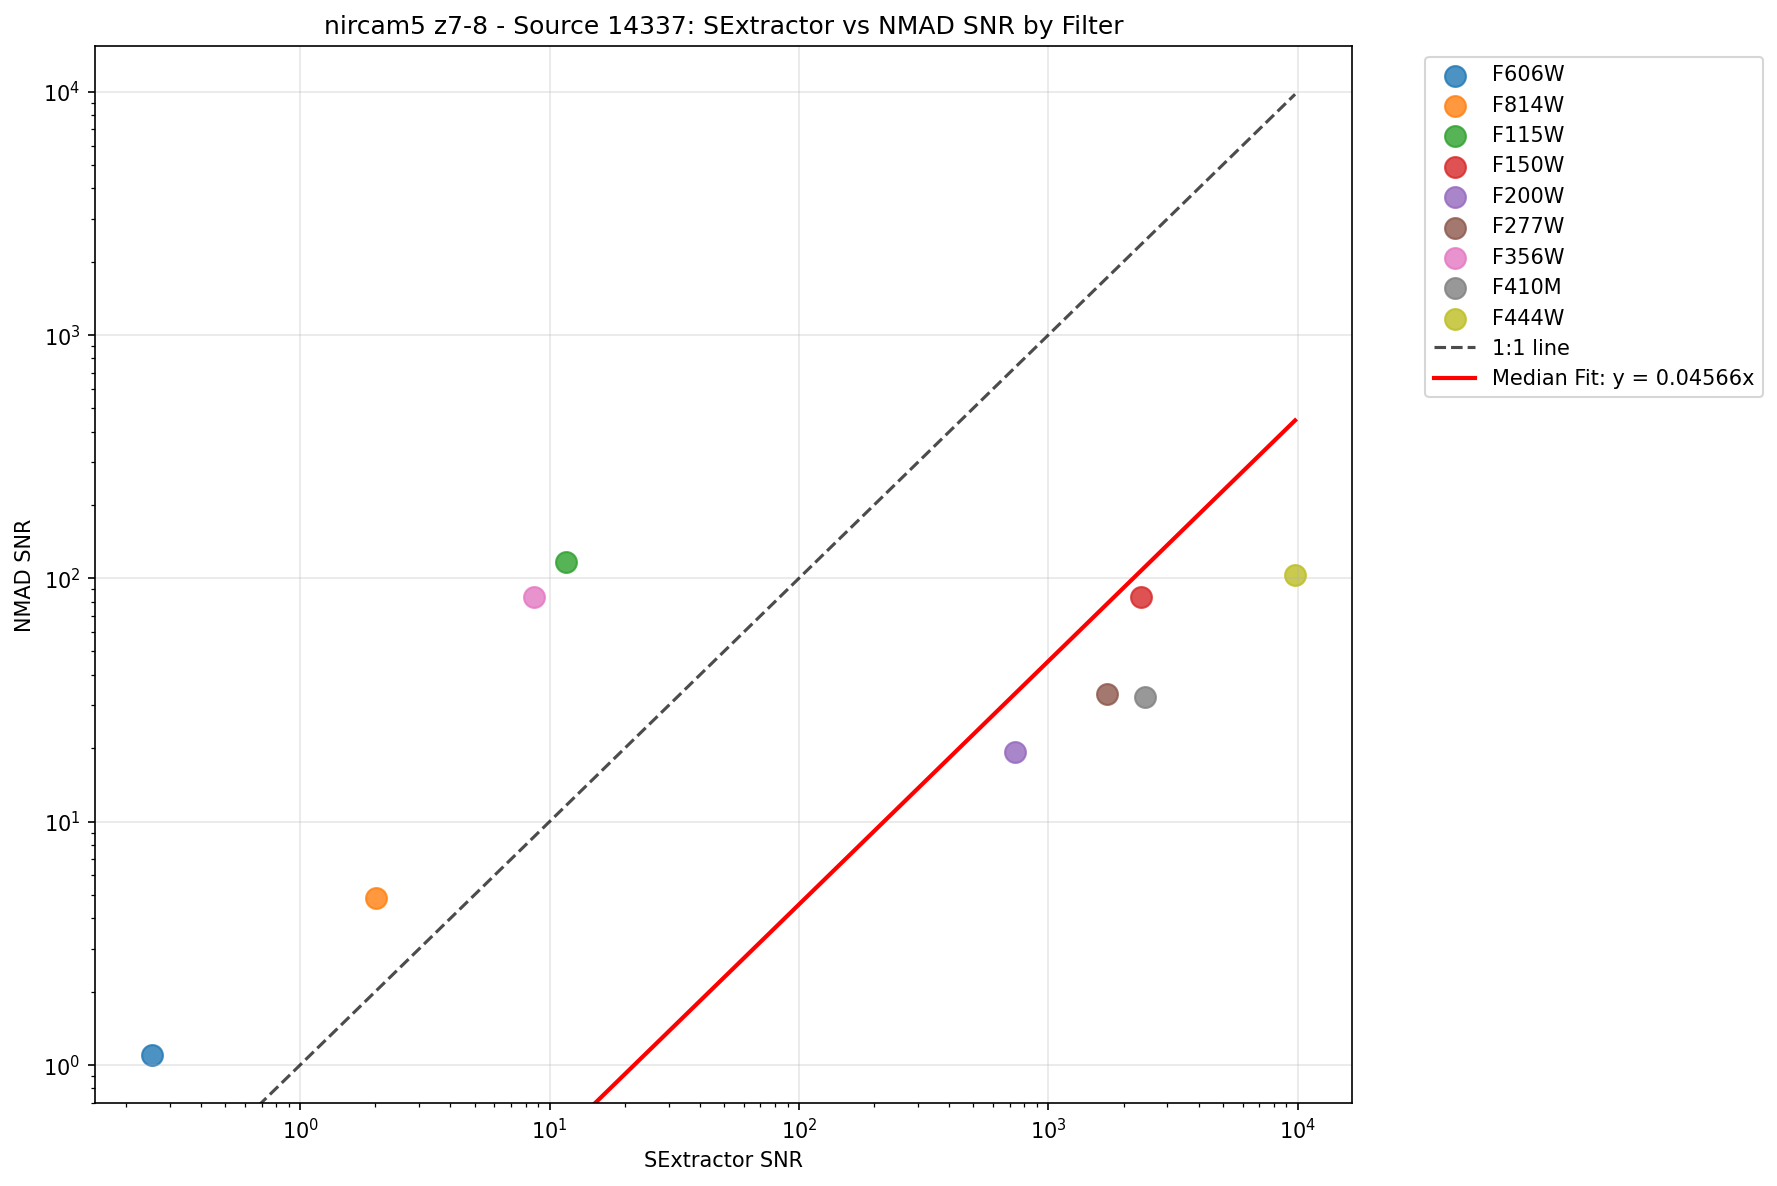 nircam5 z7-8 - Source 14337: SExtractor vs NMAD SNR by Filter
NMAD SNR
10⁴
10³
10²
10¹
10⁰
10⁰ 10¹ 10² 10³ 10⁴
SExtractor SNR
F606W
F814W
F115W
F150W
F200W
F277W
F356W
F410M
F444W
1:1 line
Median Fit: y = 0.04566x